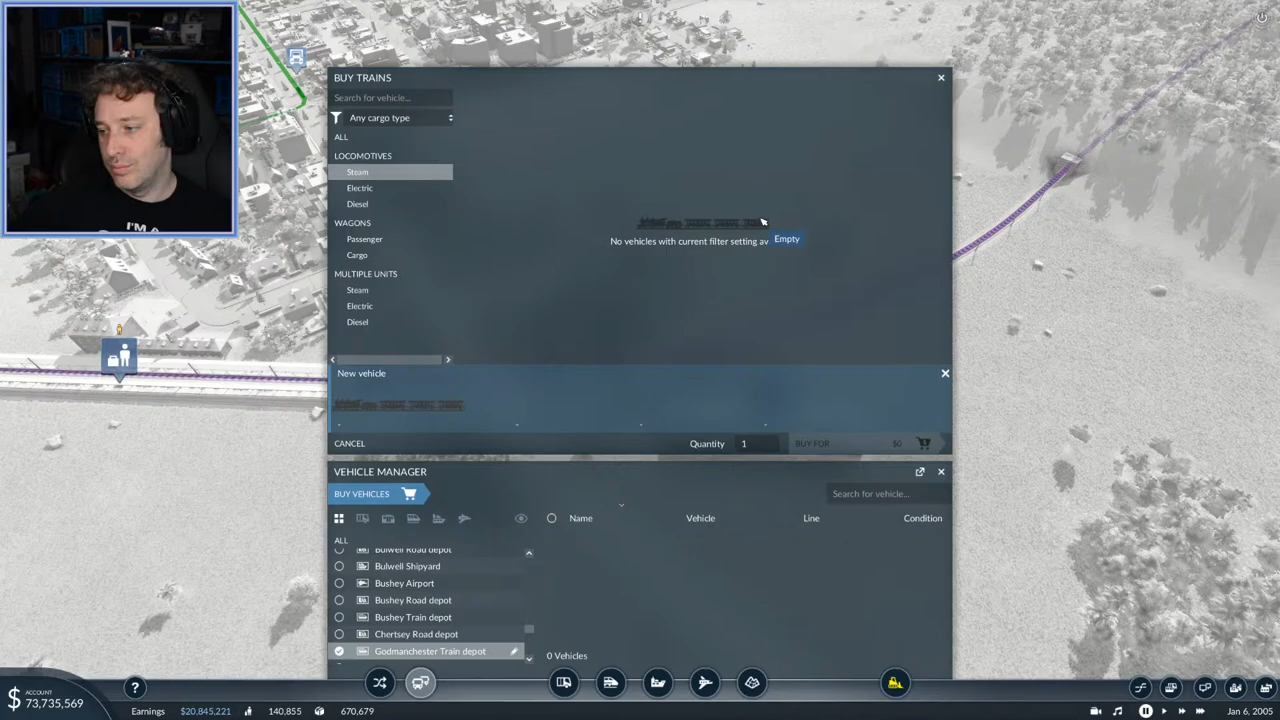 BUY TRAINS
Search for vehicle...
Any cargo type
ALL
LOCOMOTIVES
Steam
Electric
Diesel
WAGONS
Passenger
Cargo
MULTIPLE UNITS
Steam
Electric
Diesel
No vehicles with current filter setting av
Empty
New vehicle
CANCEL
Quantity 1
BUY FOR $0
VEHICLE MANAGER
BUY VEHICLES
Search for vehicle...
Name Vehicle Line Condition
ALL
Bulwell Road depot
Bulwell Shipyard
Bushey Airport
Bushey Road depot
Bushey Train depot
Chertsey Road depot
Godmanchester Train depot
0 Vehicles
I'M A
$ ACCOUNT
73,735,569
?
Earnings $20,845,221 140,855 670,679
Jan 6, 2005